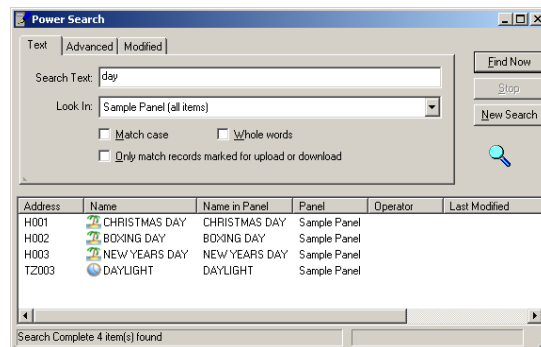 Power Search
Text Advanced Modified
Search Text: day
Look In: Sample Panel (all items)
Match case Whole words
Only match records marked for upload or download
Find Now
Stop
New Search
Address Name Name in Panel Panel Operator Last Modified
H001 CHRISTMAS DAY CHRISTMAS DAY Sample Panel
H002 BOXING DAY BOXING DAY Sample Panel
H003 NEW YEARS DAY NEW YEARS DAY Sample Panel
TZ003 DAYLIGHT DAYLIGHT Sample Panel
Search Complete 4 item(s) found